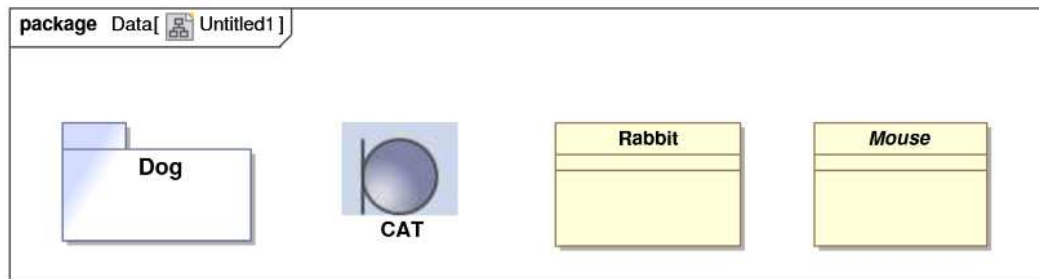 package Data[ Untitled1 ]
Dog
CAT
Rabbit
Mouse